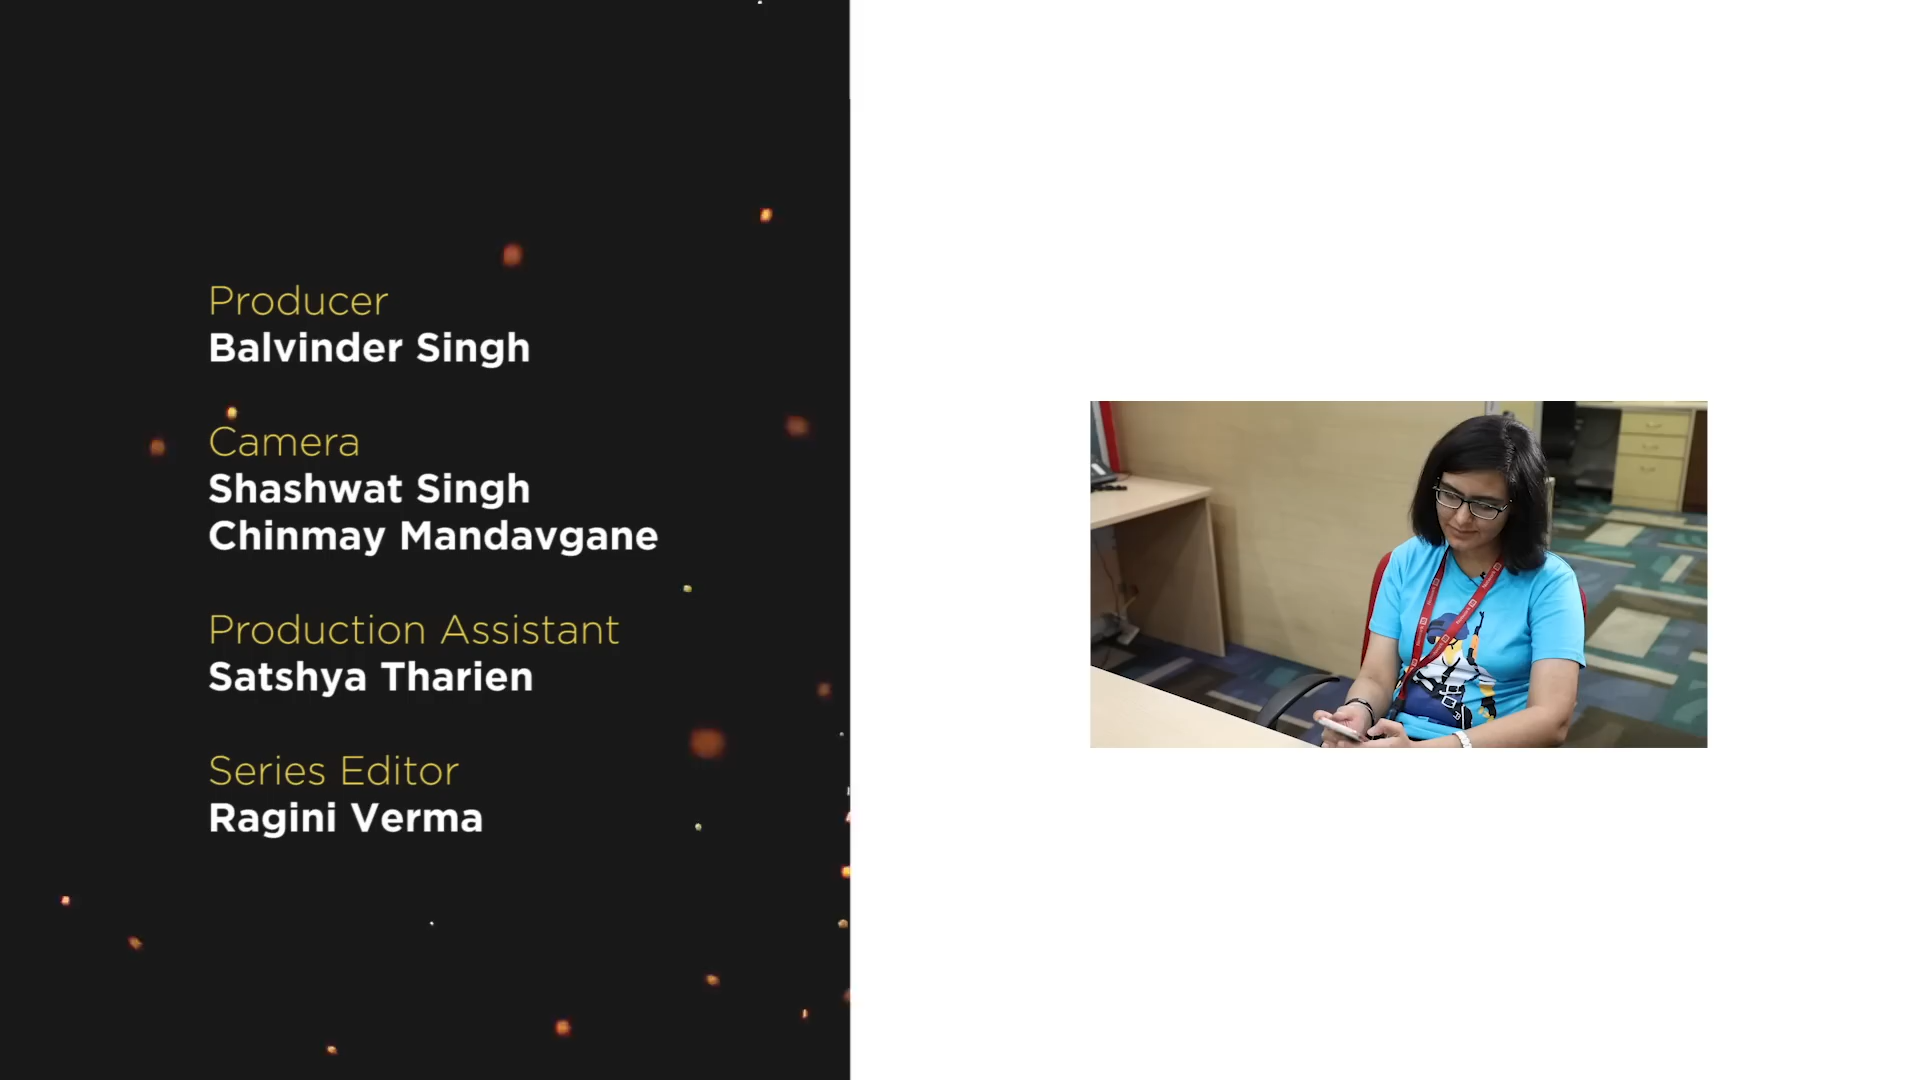 Producer
Balvinder Singh
Camera
Shashwat Singh
Chinmay Mandavgane
Production Assistant
Satshya Tharien
Series Editor
Ragini Verma